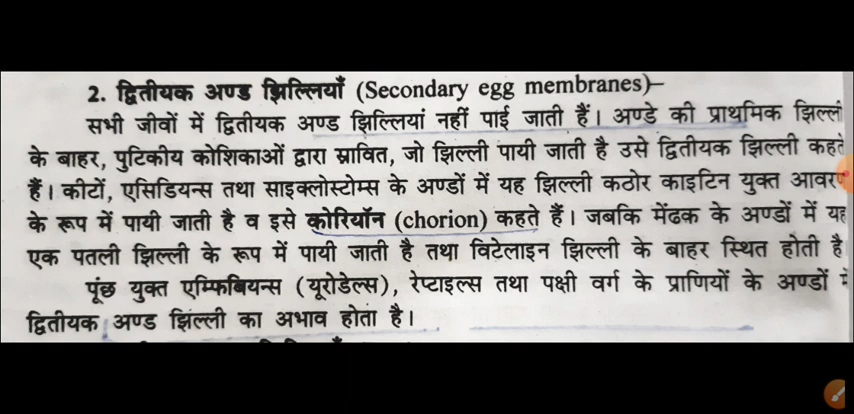 2. द्वितीयक अण्ड झिल्लियाँ (Secondary egg membranes)–
सभी जीवों में द्वितीयक अण्ड झिल्लियां नहीं पाई जाती हैं। अण्डे की प्राथमिक झिल्ली
के बाहर, पुटिकीय कोशिकाओं द्वारा स्रावित, जो झिल्ली पायी जाती है उसे द्वितीयक झिल्ली कहते
हैं। कीटों, एसिडियन्स तथा साइक्लोस्टोम्स के अण्डों में यह झिल्ली कठोर काइटिन युक्त आवरण
के रूप में पायी जाती है व इसे कोरियॉन (chorion) कहते हैं। जबकि मेंढक के अण्डों में यह
एक पतली झिल्ली के रूप में पायी जाती है तथा विटेलाइन झिल्ली के बाहर स्थित होती है।
पूंछ युक्त एम्फिबियन्स (यूरोडेल्स), रेप्टाइल्स तथा पक्षी वर्ग के प्राणियों के अण्डों में
द्वितीयक अण्ड झिल्ली का अभाव होता है।